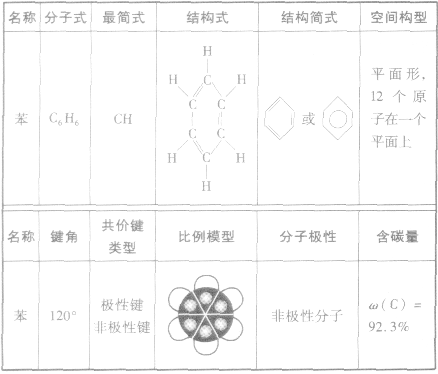 名称 分子式 最简式 结构式 结构简式 空间构型
苯 C₆H₆ CH
H
H C H
C C
C C
H C H
H
或
平面形,
12 个原
子在一个
平面上
名称 键角 共价键
类型 比例模型 分子极性 含碳量
苯 120° 极性键
非极性键 非极性分子 ω(C) =
92.3%